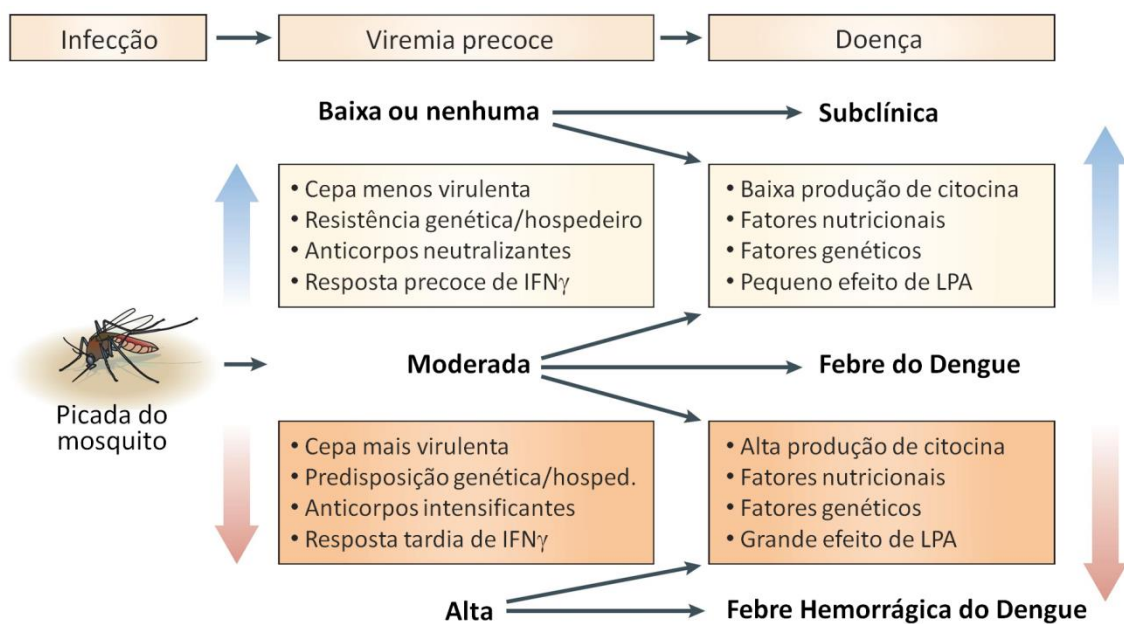 Infecção
Viremia precoce
Doença
Baixa ou nenhuma
Subclínica
• Cepa menos virulenta
• Resistência genética/hospedeiro
• Anticorpos neutralizantes
• Resposta precoce de IFNγ
• Baixa produção de citocina
• Fatores nutricionais
• Fatores genéticos
• Pequeno efeito de LPA
Picada do
mosquito
Moderada
Febre do Dengue
• Cepa mais virulenta
• Predisposição genética/hosped.
• Anticorpos intensificantes
• Resposta tardia de IFNγ
• Alta produção de citocina
• Fatores nutricionais
• Fatores genéticos
• Grande efeito de LPA
Alta
Febre Hemorrágica do Dengue